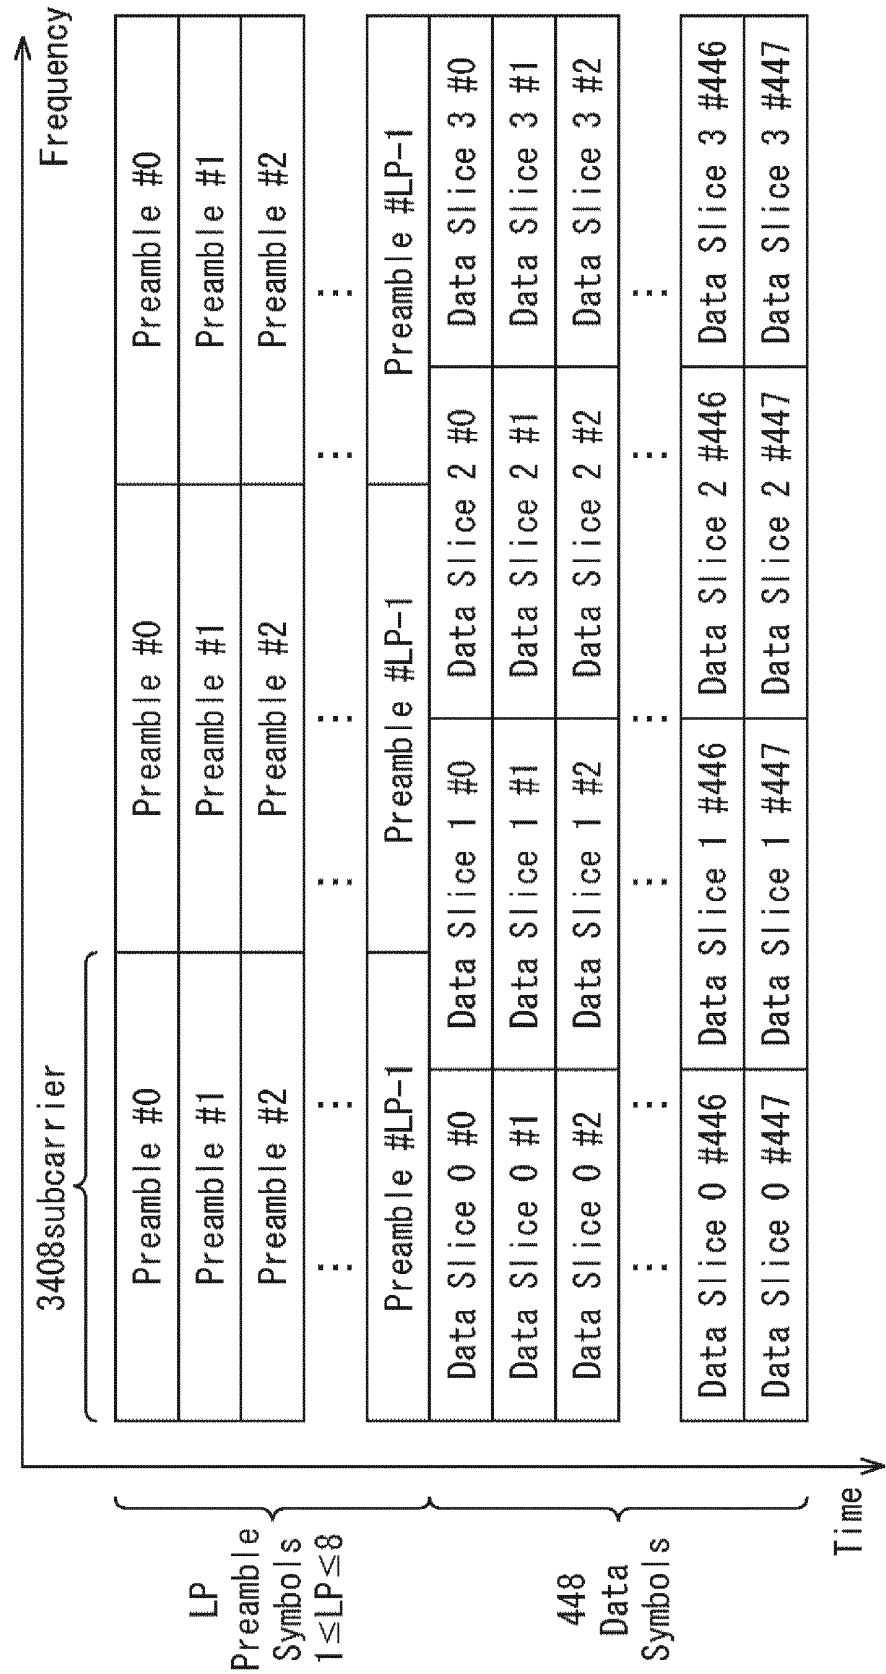 Frequency
3408subcarrier
LP
Preamble
Symbols
1≤LP≤8
Preamble #0
Preamble #0
Preamble #0
Preamble #1
Preamble #1
Preamble #1
Preamble #2
Preamble #2
Preamble #2
... ... ... ... ... ...
Preamble #LP-1
Preamble #LP-1
Preamble #LP-1
448
Data
Symbols
Data Slice 0 #0
Data Slice 1 #0
Data Slice 2 #0
Data Slice 3 #0
Data Slice 0 #1
Data Slice 1 #1
Data Slice 2 #1
Data Slice 3 #1
Data Slice 0 #2
Data Slice 1 #2
Data Slice 2 #2
Data Slice 3 #2
... ... ... ... ... ...
Data Slice 0 #446
Data Slice 1 #446
Data Slice 2 #446
Data Slice 3 #446
Data Slice 0 #447
Data Slice 1 #447
Data Slice 2 #447
Data Slice 3 #447
Time